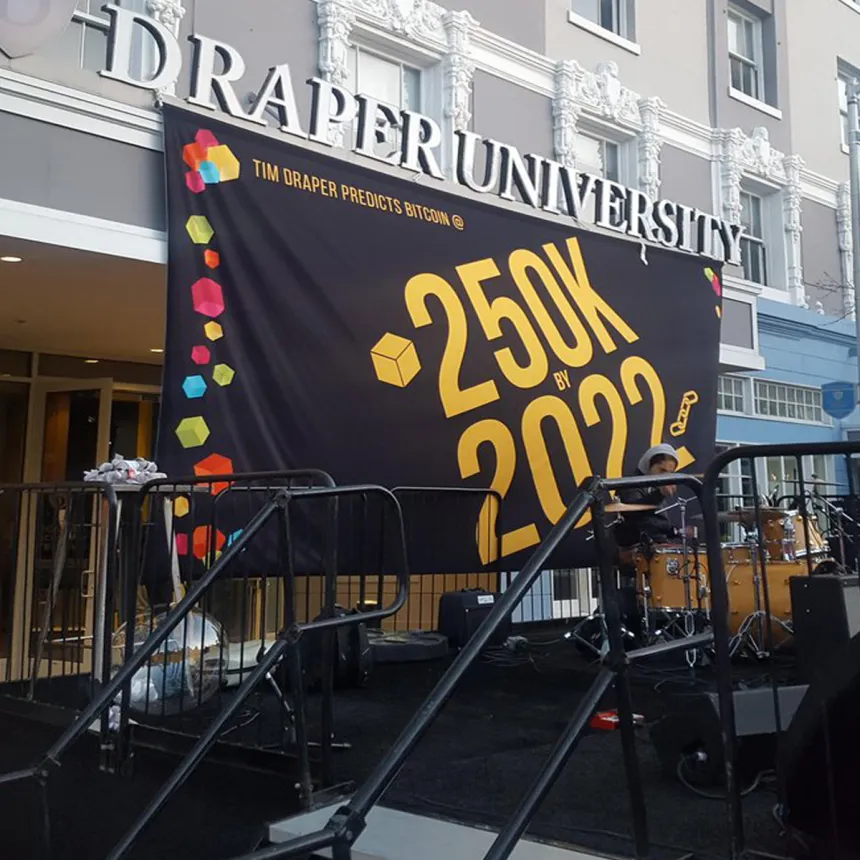 DRAPER UNIVERSITY
TIM DRAPER PREDICTS BITCOIN @
250K
BY
2022